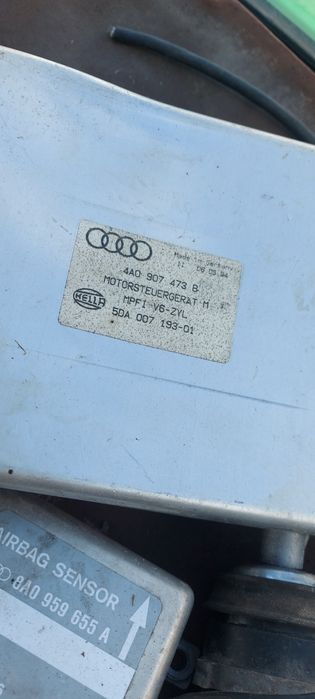 Made in Germany
4A0 907 473 B
MOTORSTEUERGERAT M
MPFI-V6-ZYL
HELLA
5DA 007 193-01
AIRBAG SENSOR
8A0 959 655 A